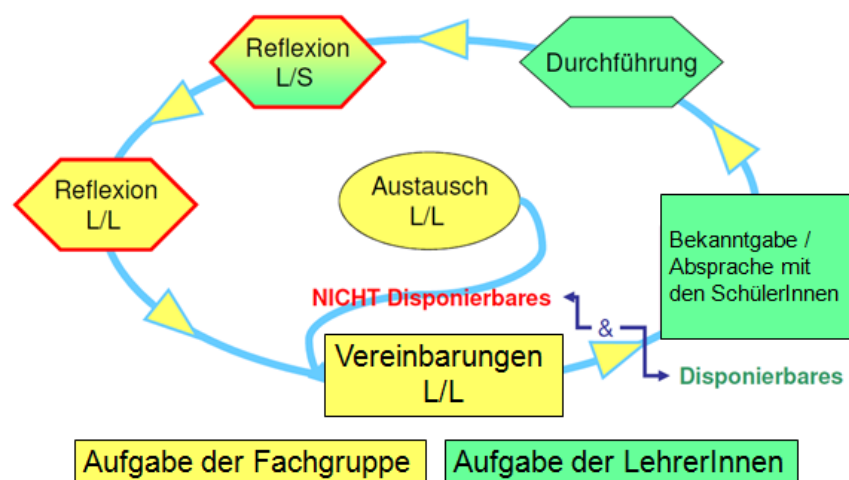 Reflexion
L/S
Durchführung
Reflexion
L/L
Austausch
L/L
Bekanntgabe /
Absprache mit
den SchülerInnen
NICHT Disponierbares
&
Vereinbarungen
L/L
Disponierbares
Aufgabe der Fachgruppe
Aufgabe der LehrerInnen